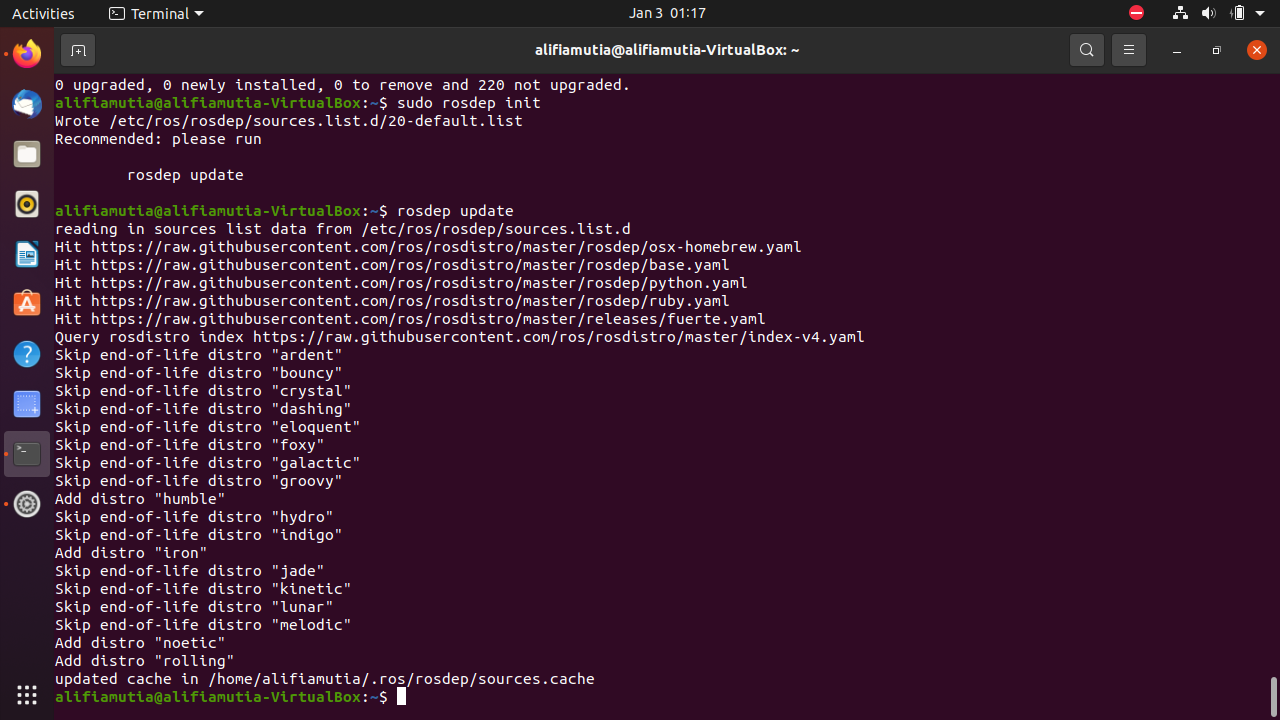 Activities
Terminal
Jan 3 01:17
alifiamutia@alifiamutia-VirtualBox: ~
0 upgraded, 0 newly installed, 0 to remove and 220 not upgraded.
alifiamutia@alifiamutia-VirtualBox:~$ sudo rosdep init
Wrote /etc/ros/rosdep/sources.list.d/20-default.list
Recommended: please run
rosdep update
alifiamutia@alifiamutia-VirtualBox:~$ rosdep update
reading in sources list data from /etc/ros/rosdep/sources.list.d
Hit https://raw.githubusercontent.com/ros/rosdistro/master/rosdep/osx-homebrew.yaml
Hit https://raw.githubusercontent.com/ros/rosdistro/master/rosdep/base.yaml
Hit https://raw.githubusercontent.com/ros/rosdistro/master/rosdep/python.yaml
Hit https://raw.githubusercontent.com/ros/rosdistro/master/rosdep/ruby.yaml
Hit https://raw.githubusercontent.com/ros/rosdistro/master/releases/fuerte.yaml
Query rosdistro index https://raw.githubusercontent.com/ros/rosdistro/master/index-v4.yaml
Skip end-of-life distro "ardent"
Skip end-of-life distro "bouncy"
Skip end-of-life distro "crystal"
Skip end-of-life distro "dashing"
Skip end-of-life distro "eloquent"
Skip end-of-life distro "foxy"
Skip end-of-life distro "galactic"
Skip end-of-life distro "groovy"
Add distro "humble"
Skip end-of-life distro "hydro"
Skip end-of-life distro "indigo"
Add distro "iron"
Skip end-of-life distro "jade"
Skip end-of-life distro "kinetic"
Skip end-of-life distro "lunar"
Skip end-of-life distro "melodic"
Add distro "noetic"
Add distro "rolling"
updated cache in /home/alifiamutia/.ros/rosdep/sources.cache
alifiamutia@alifiamutia-VirtualBox:~$